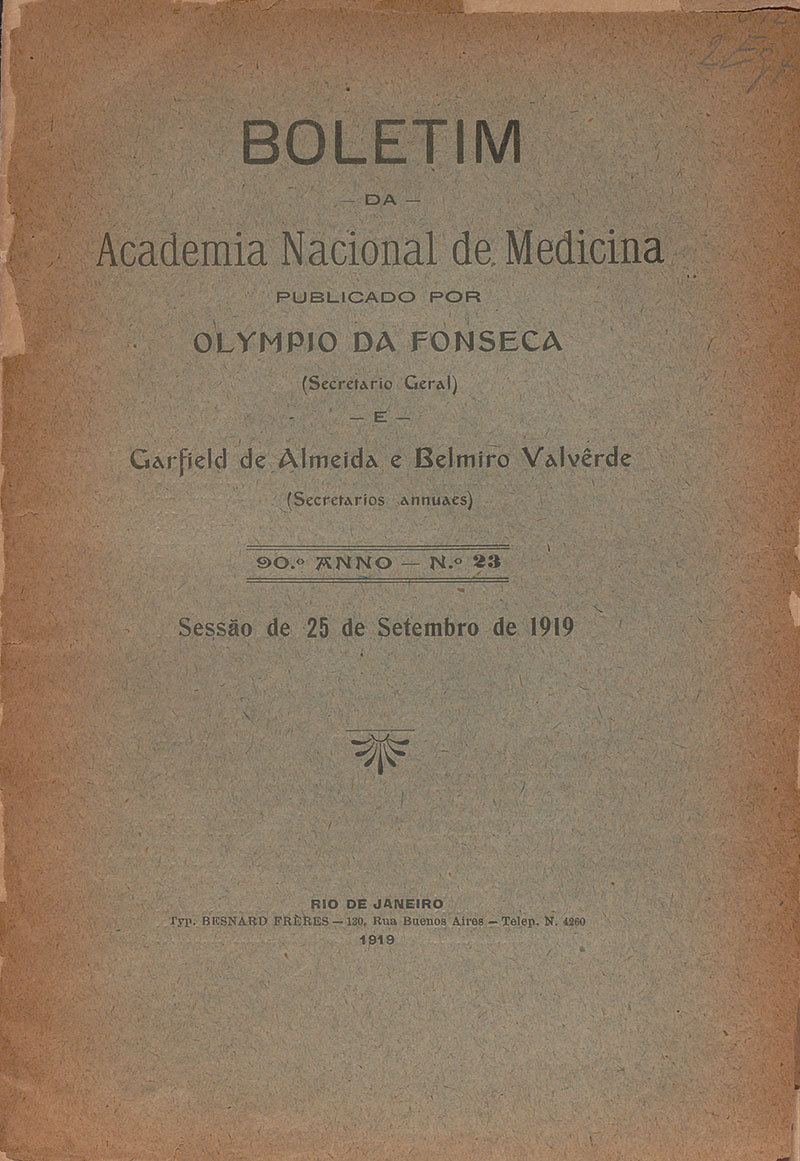 BOLETIM
— DA —
Academia Nacional de Medicina
PUBLICADO POR
OLYMPIO DA FONSECA
(Secretario Geral)
— E —
Garfield de Almeida e Belmiro Valvêrde
(Secretarios annuaes)
90.º ANNO — N.º 23
Sessão de 25 de Setembro de 1919
RIO DE JANEIRO
Typ. BESNARD FRÈRES — 130, Rua Buenos Aires — Telep. N. 4260
1919